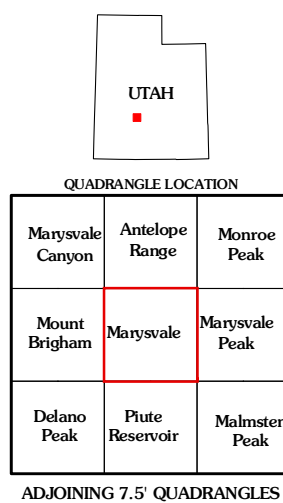 UTAH
QUADRANGLE LOCATION
Marysvale Antelope Monroe
Canyon Range Peak
Mount Marysvale Marysvale
Brigham Peak
Delano Piute Malmsten
Peak Reservoir Peak
ADJOINING 7.5' QUADRANGLES